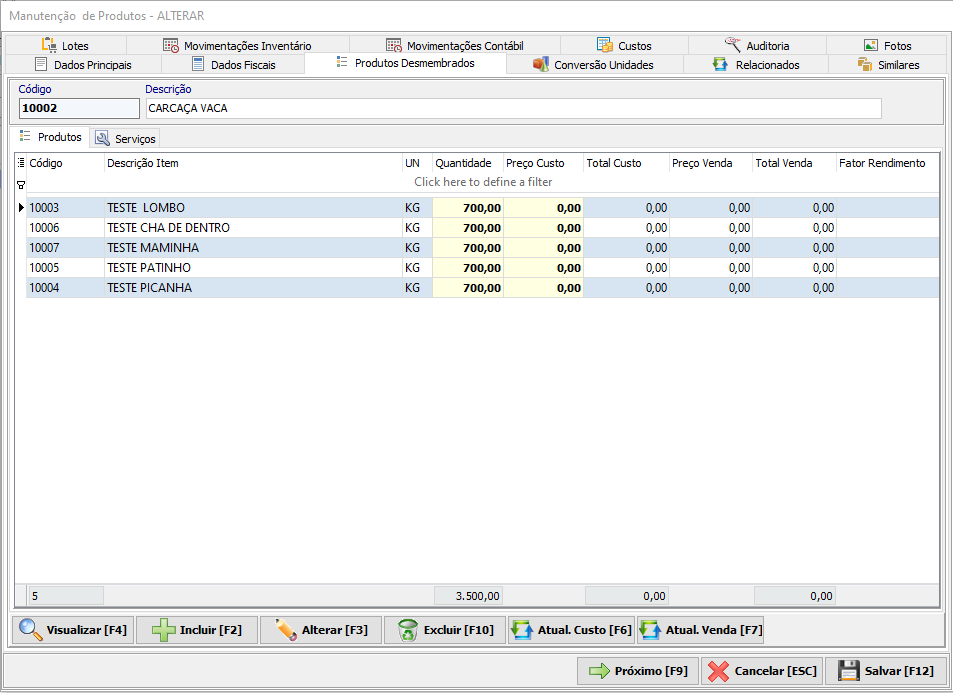 Manutenção de Produtos - ALTERAR
Lotes Movimentações Inventário Movimentações Contábil Custos Auditoria Fotos
Dados Principais Dados Fiscais Produtos Desmembrados Conversão Unidades Relacionados Similares
Código Descrição
10002 CARCAÇA VACA
Produtos Serviços
Código Descrição Item UN Quantidade Preço Custo Total Custo Preço Venda Total Venda Fator Rendimento
Click here to define a filter
10003 TESTE LOMBO KG 700,00 0,00 0,00 0,00 0,00
10006 TESTE CHA DE DENTRO KG 700,00 0,00 0,00 0,00 0,00
10007 TESTE MAMINHA KG 700,00 0,00 0,00 0,00 0,00
10005 TESTE PATINHO KG 700,00 0,00 0,00 0,00 0,00
10004 TESTE PICANHA KG 700,00 0,00 0,00 0,00 0,00
5 3.500,00 0,00 0,00
Visualizar [F4] Incluir [F2] Alterar [F3] Excluir [F10] Atual. Custo [F6] Atual. Venda [F7]
Próximo [F9] Cancelar [ESC] Salvar [F12]